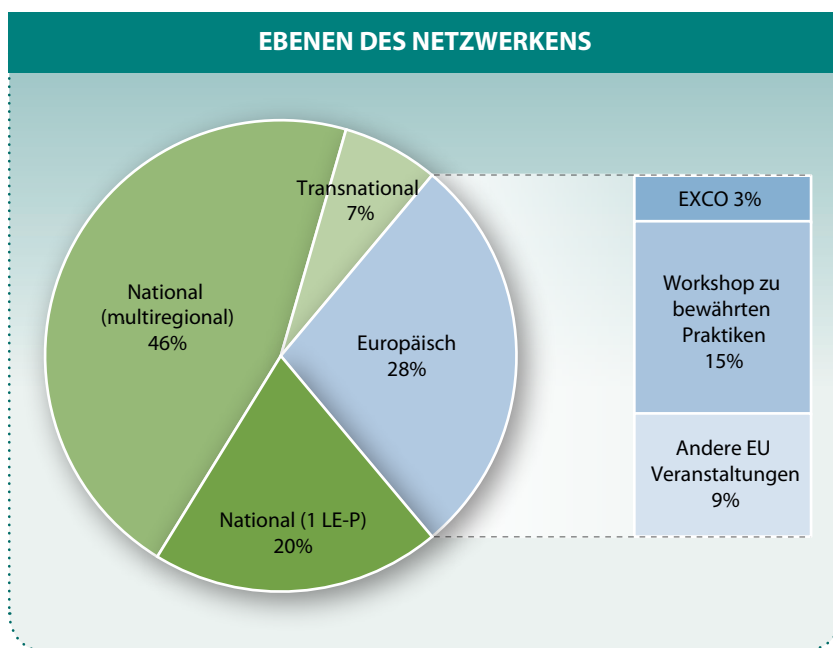 EBENEN DES NETZWERKENS
Transnational
7%
National
(multiregional)
46%
Europäisch
28%
National (1 LE-P)
20%
EXCO 3%
Workshop zu
bewährten
Praktiken
15%
Andere EU
Veranstaltungen
9%